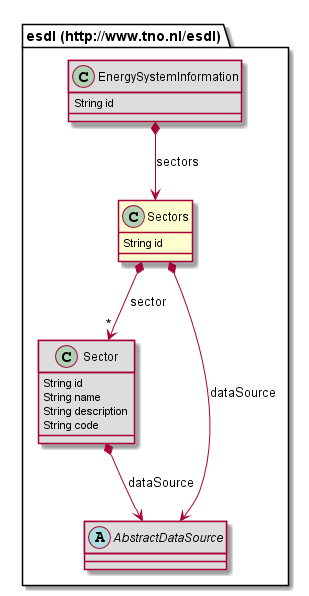 esdl (http://www.tno.nl/esdl)
C EnergySystemInformation
String id
sectors
C Sectors
String id
sector
*
C Sector
String id
String name
String description
String code
dataSource
dataSource
A AbstractDataSource